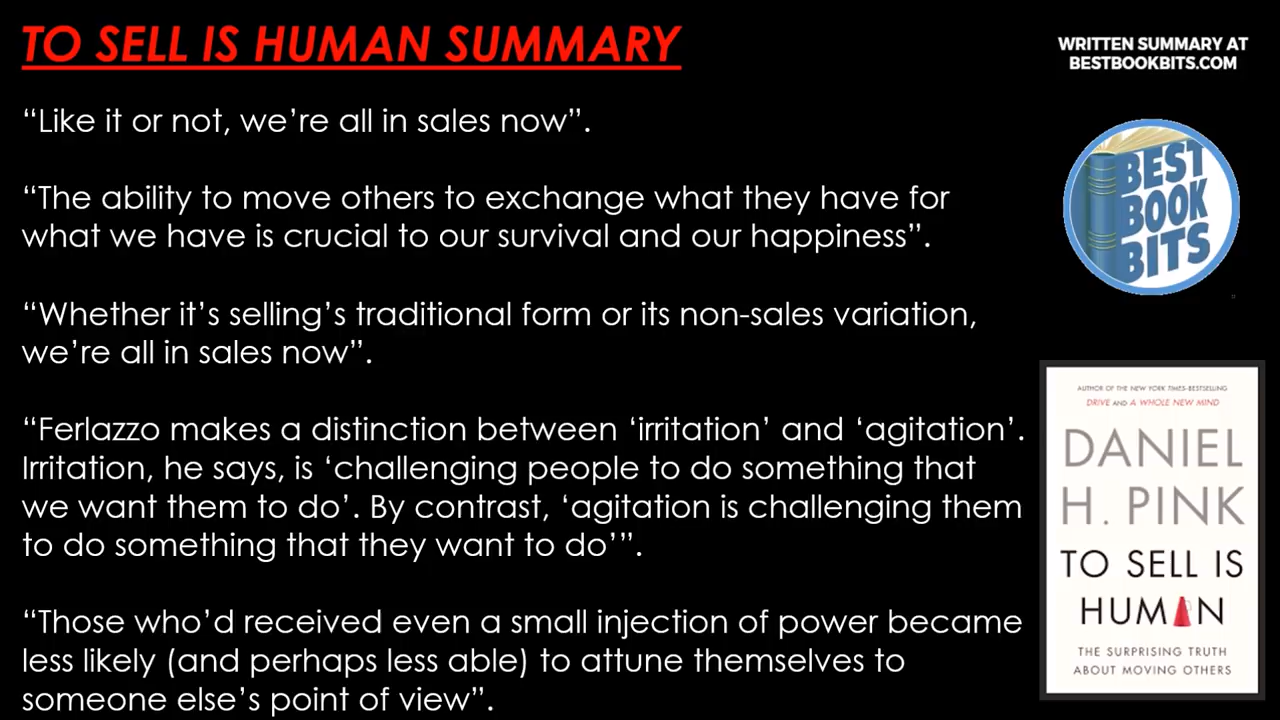 TO SELL IS HUMAN SUMMARY
WRITTEN SUMMARY AT
BESTBOOKBITS.COM
“Like it or not, we’re all in sales now”.
“The ability to move others to exchange what they have for
what we have is crucial to our survival and our happiness”.
“Whether it’s selling’s traditional form or its non-sales variation,
we’re all in sales now”.
“Ferlazzo makes a distinction between ‘irritation’ and ‘agitation’.
Irritation, he says, is ‘challenging people to do something that
we want them to do’. By contrast, ‘agitation is challenging them
to do something that they want to do’”.
“Those who’d received even a small injection of power became
less likely (and perhaps less able) to attune themselves to
someone else’s point of view”.
BEST
BOOK
BITS
AUTHOR OF THE NEW YORK TIMES-BESTSELLING
DRIVE AND A WHOLE NEW MIND
DANIEL
H. PINK
TO SELL IS
HUMAN
THE SURPRISING TRUTH
ABOUT MOVING OTHERS